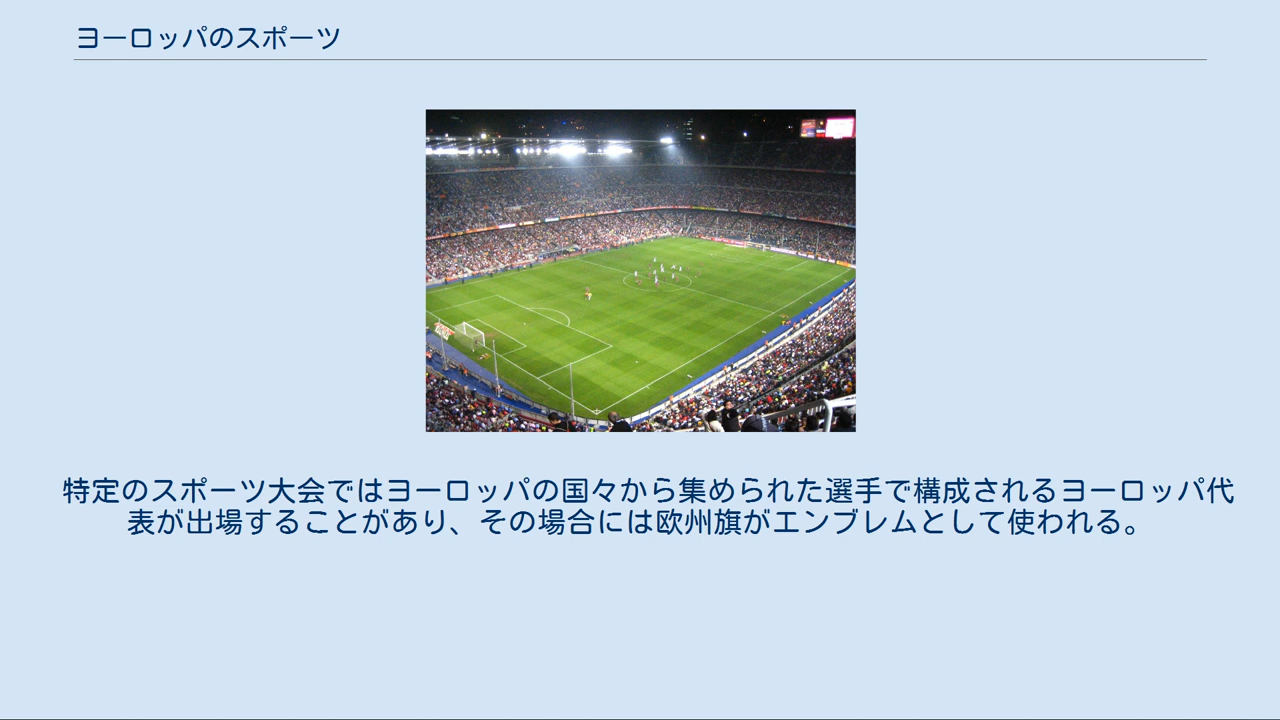 ヨーロッパのスポーツ
特定のスポーツ大会ではヨーロッパの国々から集められた選手で構成されるヨーロッパ代
表が出場することがあり、その場合には欧州旗がエンブレムとして使われる。